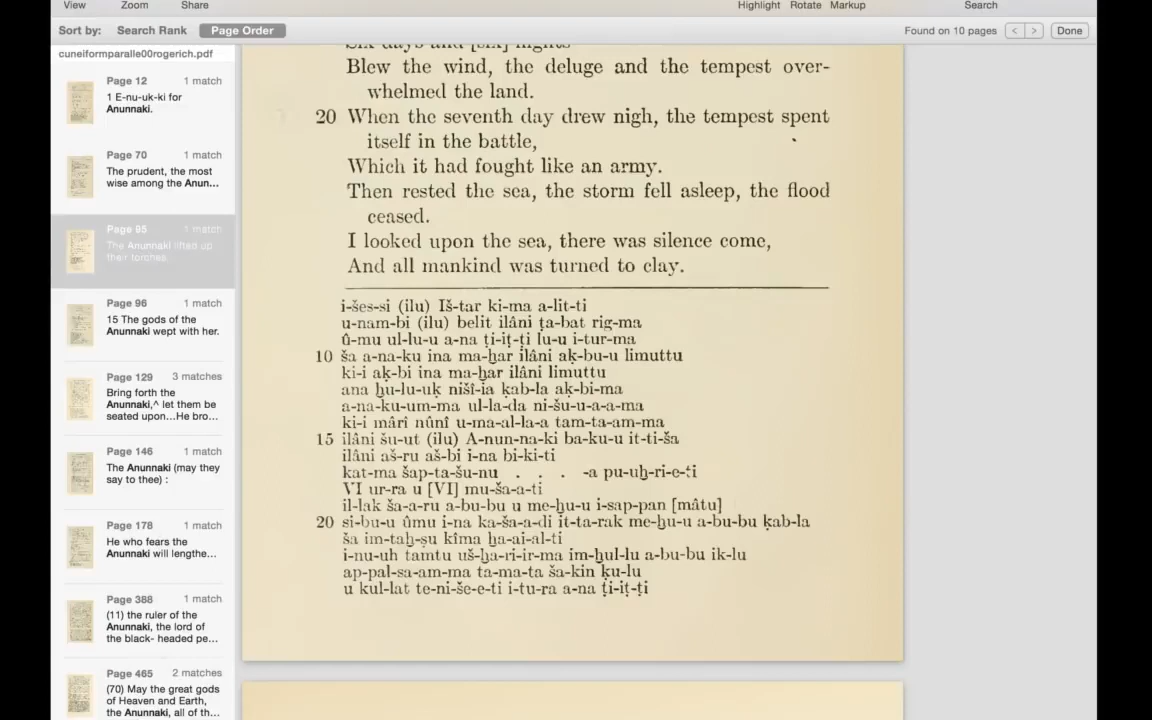 View
Zoom
Share
Highlight
Rotate
Markup
Search
Sort by:
Search Rank
Page Order
Found on 10 pages
<
>
Done
cuneiformparalle00rogerich.pdf
Page 12
1 match
1 E-nu-uk-ki for
Anunnaki.
Page 70
1 match
The prudent, the most
wise among the Anun...
Page 95
1 match
The Anunnaki lifted up
their torches,
Page 96
1 match
15 The gods of the
Anunnaki wept with her.
Page 129
3 matches
Bring forth the
Anunnaki,^ let them be
seated upon...He bro...
Page 146
1 match
The Anunnaki (may they
say to thee) :
Page 178
1 match
He who fears the
Anunnaki will lengthe...
Page 388
1 match
(11) the ruler of the
Anunnaki, the lord of
the black- headed pe...
Page 465
2 matches
(70) May the great gods
of Heaven and Earth,
the Anunnaki, all of th...
Six days and [six] nights
Blew the wind, the deluge and the tempest over-
whelmed the land.
20 When the seventh day drew nigh, the tempest spent
itself in the battle,
Which it had fought like an army.
Then rested the sea, the storm fell asleep, the flood
ceased.
I looked upon the sea, there was silence come,
And all mankind was turned to clay.
i-šes-si (ilu) Iš-tar ki-ma a-lit-ti
u-nam-bi (ilu) belit ilâni ṭa-bat rig-ma
û-mu ul-lu-u a-na ṭi-iṭ-ṭi lu-u i-tur-ma
10 ša a-na-ku ina ma-ḫar ilâni aḳ-bu-u limuttu
ki-i aḳ-bi ina ma-ḫar ilâni limuttu
ana ḫu-lu-uḳ nišî-ia ḳab-la aḳ-bi-ma
a-na-ku-um-ma ul-la-da ni-šu-u-a-a-ma
ki-i mâri nûnî u-ma-al-la-a tam-ta-am-ma
15 ilâni šu-ut (ilu) A-nun-na-ki ba-ku-u it-ti-ša
ilâni aš-ru aš-bi i-na bi-ki-ti
kat-ma šap-ta-šu-nu . . . -a pu-uḫ-ri-e-ti
VI ur-ra u [VI] mu-ša-a-ti
il-lak ša-a-ru a-bu-bu u me-ḫu-u i-sap-pan [mâtu]
20 si-bu-u ûmu i-na ka-ša-a-di it-ta-rak me-ḫu-u a-bu-bu ḳab-la
ša im-taḫ-ṣu kîma ḫa-ai-al-ti
i-nu-uḫ tamtu uš-ḫa-ri-ir-ma im-ḫul-lu a-bu-bu ik-lu
ap-pal-sa-am-ma ta-ma-ta ša-kin ḳu-lu
u kul-lat te-ni-še-e-ti i-tu-ra a-na ṭi-iṭ-ṭi